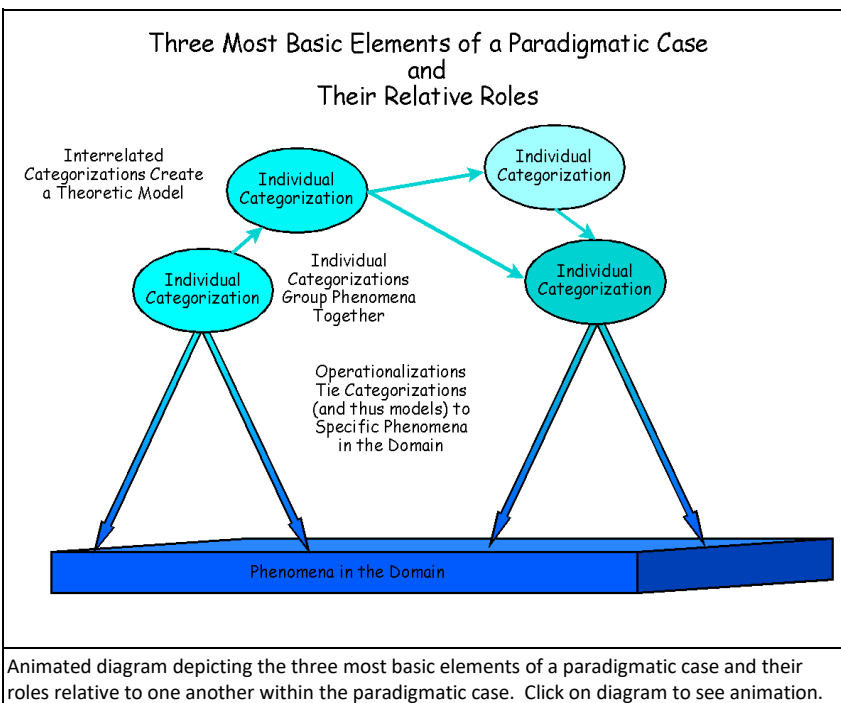 Three Most Basic Elements of a Paradigmatic Case
and
Their Relative Roles
Interrelated
Categorizations Create
a Theoretic Model
Individual
Categorization
Individual
Categorization
Individual
Categorization
Individual
Categorizations
Group Phenomena
Together
Individual
Categorization
Operationalizations
Tie Categorizations
(and thus models) to
Specific Phenomena
in the Domain
Phenomena in the Domain
Animated diagram depicting the three most basic elements of a paradigmatic case and their
roles relative to one another within the paradigmatic case.  Click on diagram to see animation.